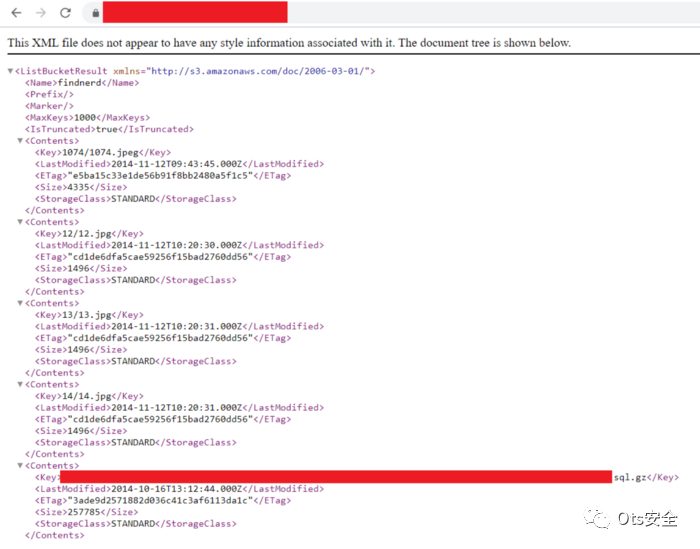 This XML file does not appear to have any style information associated with it. The document tree is shown below.
▼<ListBucketResult xmlns="http://s3.amazonaws.com/doc/2006-03-01/">
<Name>findnerd</Name>
<Prefix/>
<Marker/>
<MaxKeys>1000</MaxKeys>
<IsTruncated>true</IsTruncated>
▼<Contents>
<Key>1074/1074.jpeg</Key>
<LastModified>2014-11-12T09:43:45.000Z</LastModified>
<ETag>"e5ba15c33e1de56b91f8bb2480a5f1c5"</ETag>
<Size>4335</Size>
<StorageClass>STANDARD</StorageClass>
</Contents>
▼<Contents>
<Key>12/12.jpg</Key>
<LastModified>2014-11-12T10:20:30.000Z</LastModified>
<ETag>"cd1de6dfa5cae59256f15bad2760dd56"</ETag>
<Size>1496</Size>
<StorageClass>STANDARD</StorageClass>
</Contents>
▼<Contents>
<Key>13/13.jpg</Key>
<LastModified>2014-11-12T10:20:31.000Z</LastModified>
<ETag>"cd1de6dfa5cae59256f15bad2760dd56"</ETag>
<Size>1496</Size>
<StorageClass>STANDARD</StorageClass>
</Contents>
▼<Contents>
<Key>14/14.jpg</Key>
<LastModified>2014-11-12T10:20:31.000Z</LastModified>
<ETag>"cd1de6dfa5cae59256f15bad2760dd56"</ETag>
<Size>1496</Size>
<StorageClass>STANDARD</StorageClass>
</Contents>
▼<Contents>
<Key> sql.gz</Key>
<LastModified>2014-10-16T13:12:44.000Z</LastModified>
<ETag>"3ade9d2571882d036c41c3af6113da1c"</ETag>
<Size>257785</Size>
<StorageClass>STANDARD</StorageClass>
</Contents>
Ots安全